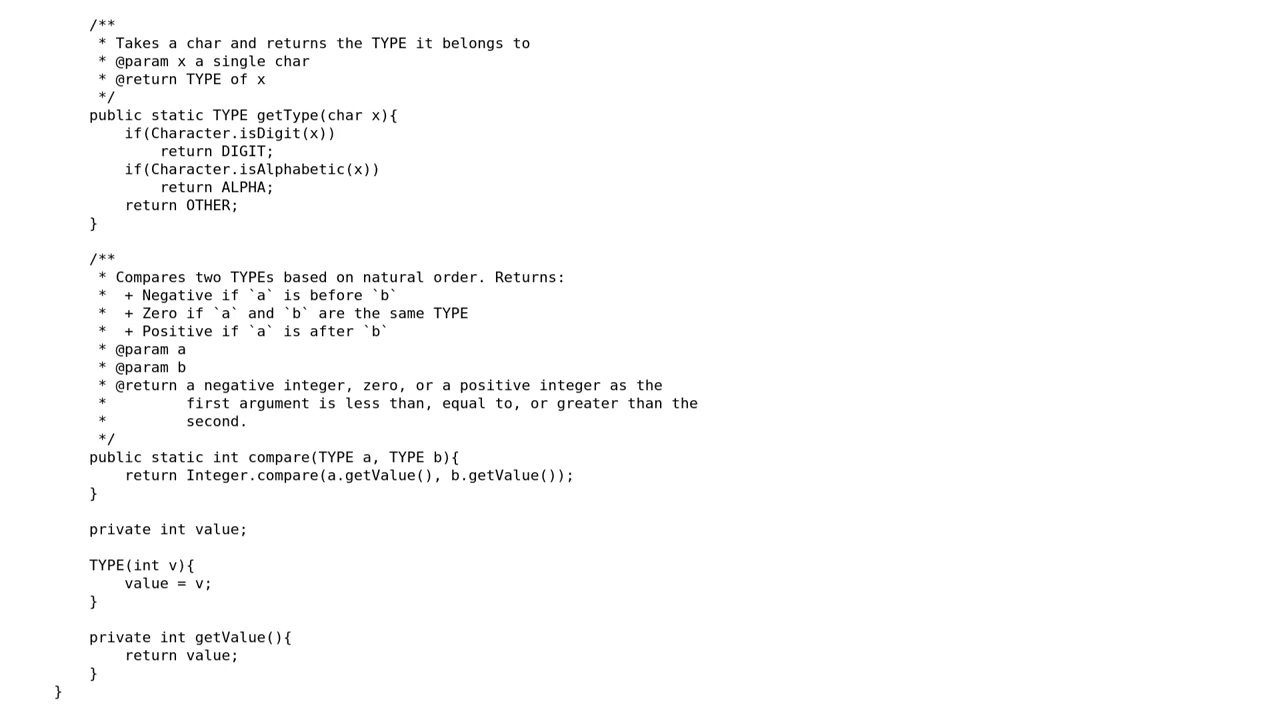 /**
 * Takes a char and returns the TYPE it belongs to
 * @param x a single char
 * @return TYPE of x
 */
public static TYPE getType(char x){
    if(Character.isDigit(x))
        return DIGIT;
    if(Character.isAlphabetic(x))
        return ALPHA;
    return OTHER;
}

/**
 * Compares two TYPEs based on natural order. Returns:
 *  + Negative if `a` is before `b`
 *  + Zero if `a` and `b` are the same TYPE
 *  + Positive if `a` is after `b`
 * @param a
 * @param b
 * @return a negative integer, zero, or a positive integer as the
 *         first argument is less than, equal to, or greater than the
 *         second.
 */
public static int compare(TYPE a, TYPE b){
    return Integer.compare(a.getValue(), b.getValue());
}

private int value;

TYPE(int v){
    value = v;
}

private int getValue(){
    return value;
}
}